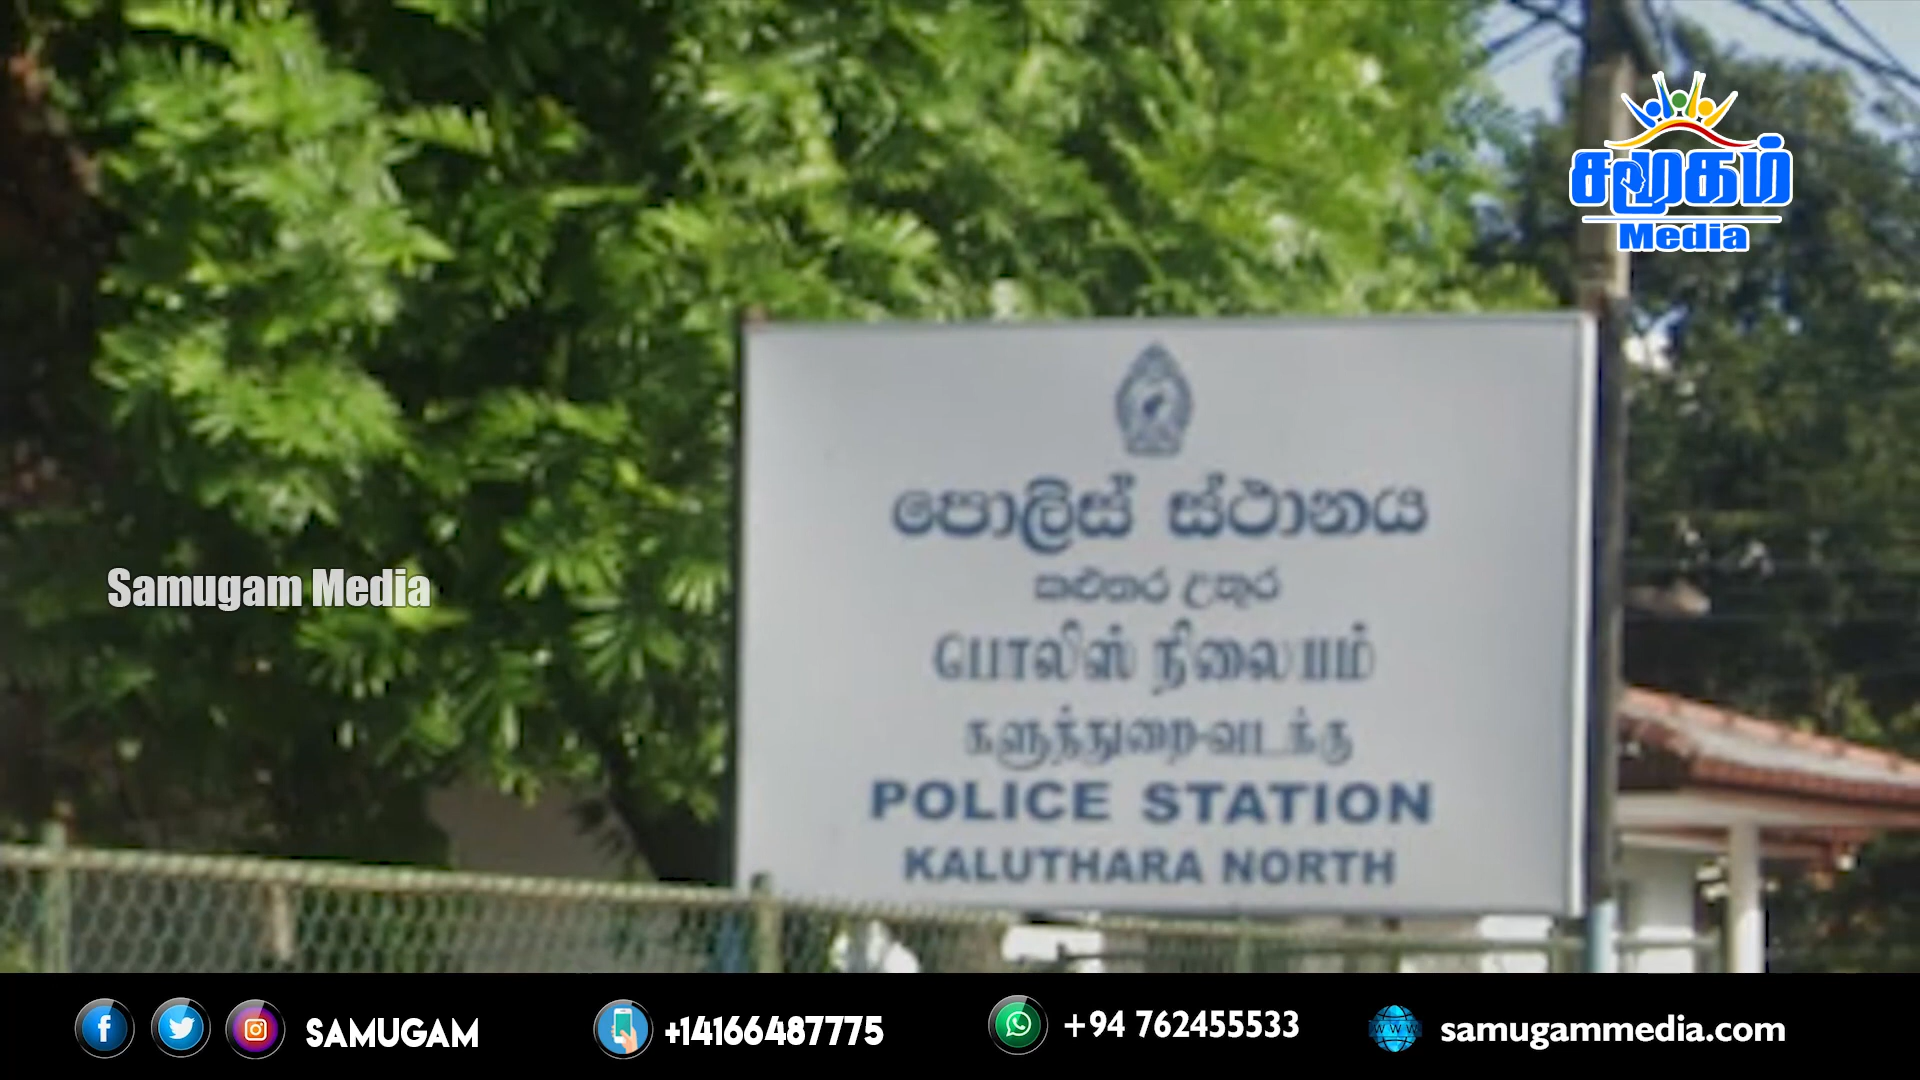 சமூகம்
Media
පොලිස් ස්ථානය
කළුතර උතුර
பொலிஸ் நிலையம்
களுத்துறை-வடக்கு
POLICE STATION
KALUTHARA NORTH
Samugam Media
SAMUGAM
+14166487775
+94 762455533
www
samugammedia.com